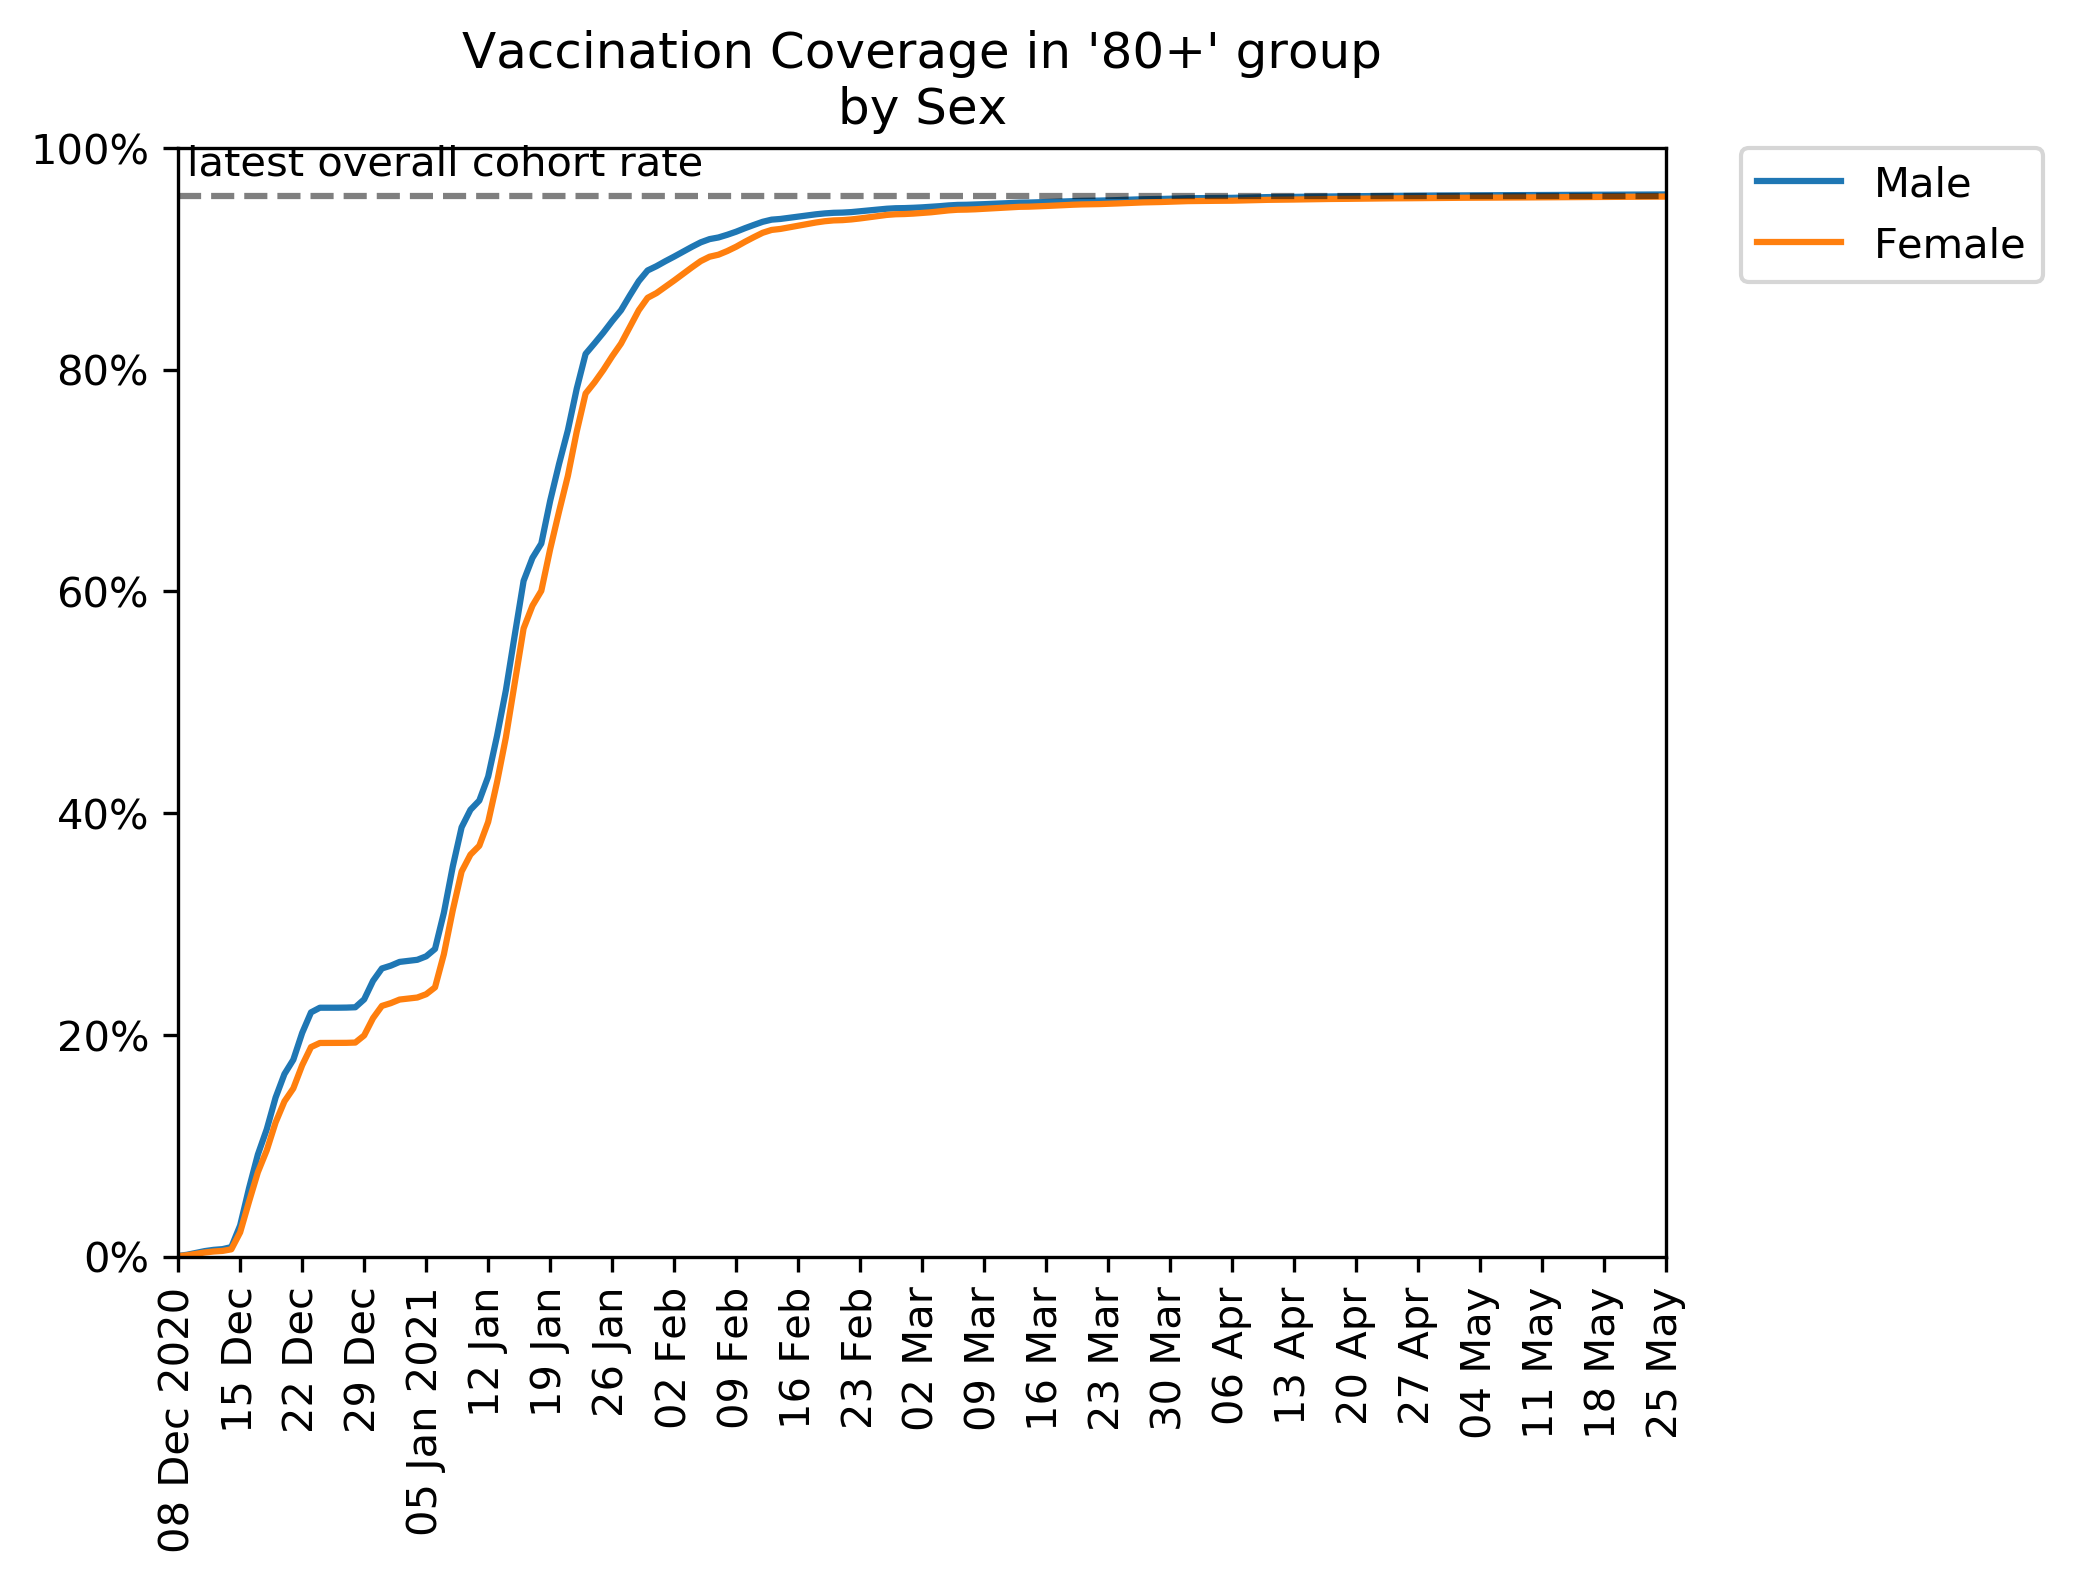 Vaccination Coverage in '80+' group
by Sex
100%
latest overall cohort rate
80%
60%
40%
20%
0%
Male
Female
08 Dec 2020
15 Dec
22 Dec
29 Dec
05 Jan 2021
12 Jan
19 Jan
26 Jan
02 Feb
09 Feb
16 Feb
23 Feb
02 Mar
09 Mar
16 Mar
23 Mar
30 Mar
06 Apr
13 Apr
20 Apr
27 Apr
04 May
11 May
18 May
25 May